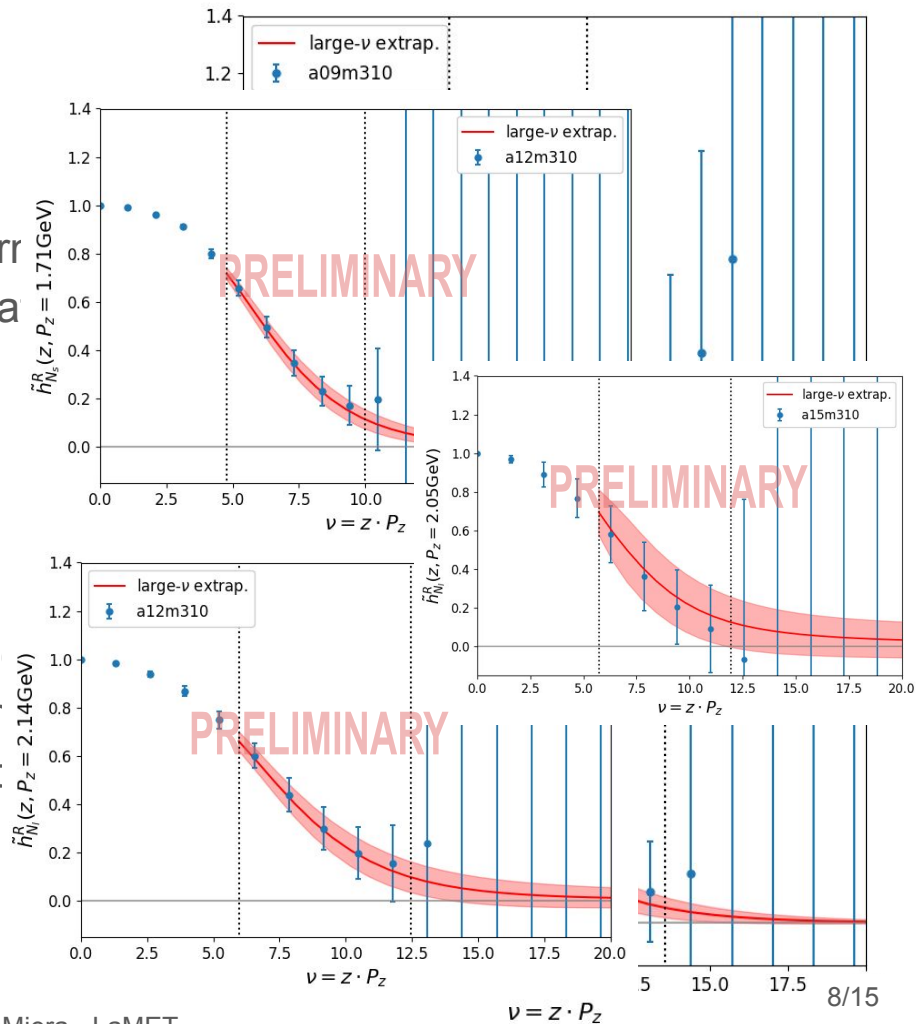 1.4
large-ν extrap.
a09m310
1.2
1.4
large-ν extrap.
a12m310
1.2
1.0
0.8
PRELIMINARY
0.6
0.4
0.2
0.0
h̃ᴿ_Nₛ(z, P_z = 1.71GeV)
0.0 2.5 5.0 7.5 10.0
ν = z · P_z
1.4
large-ν extrap.
a15m310
1.2
1.0
0.8
PRELIMINARY
0.6
0.4
0.2
0.0
h̃ᴿ_Nₗ(z, P_z = 2.05GeV)
0.0 2.5 5.0 7.5 10.0 12.5 15.0 17.5 20.0
ν = z · P_z
1.4
large-ν extrap.
a12m310
1.2
1.0
0.8
PRELIMINARY
0.6
0.4
0.2
0.0
h̃ᴿ_Nₗ(z, P_z = 2.14GeV)
0.0 2.5 5.0 7.5 10.0 12.5 15.0 17.5 20.0
ν = z · P_z
.5 15.0 17.5
ν = z · P_z
8/15